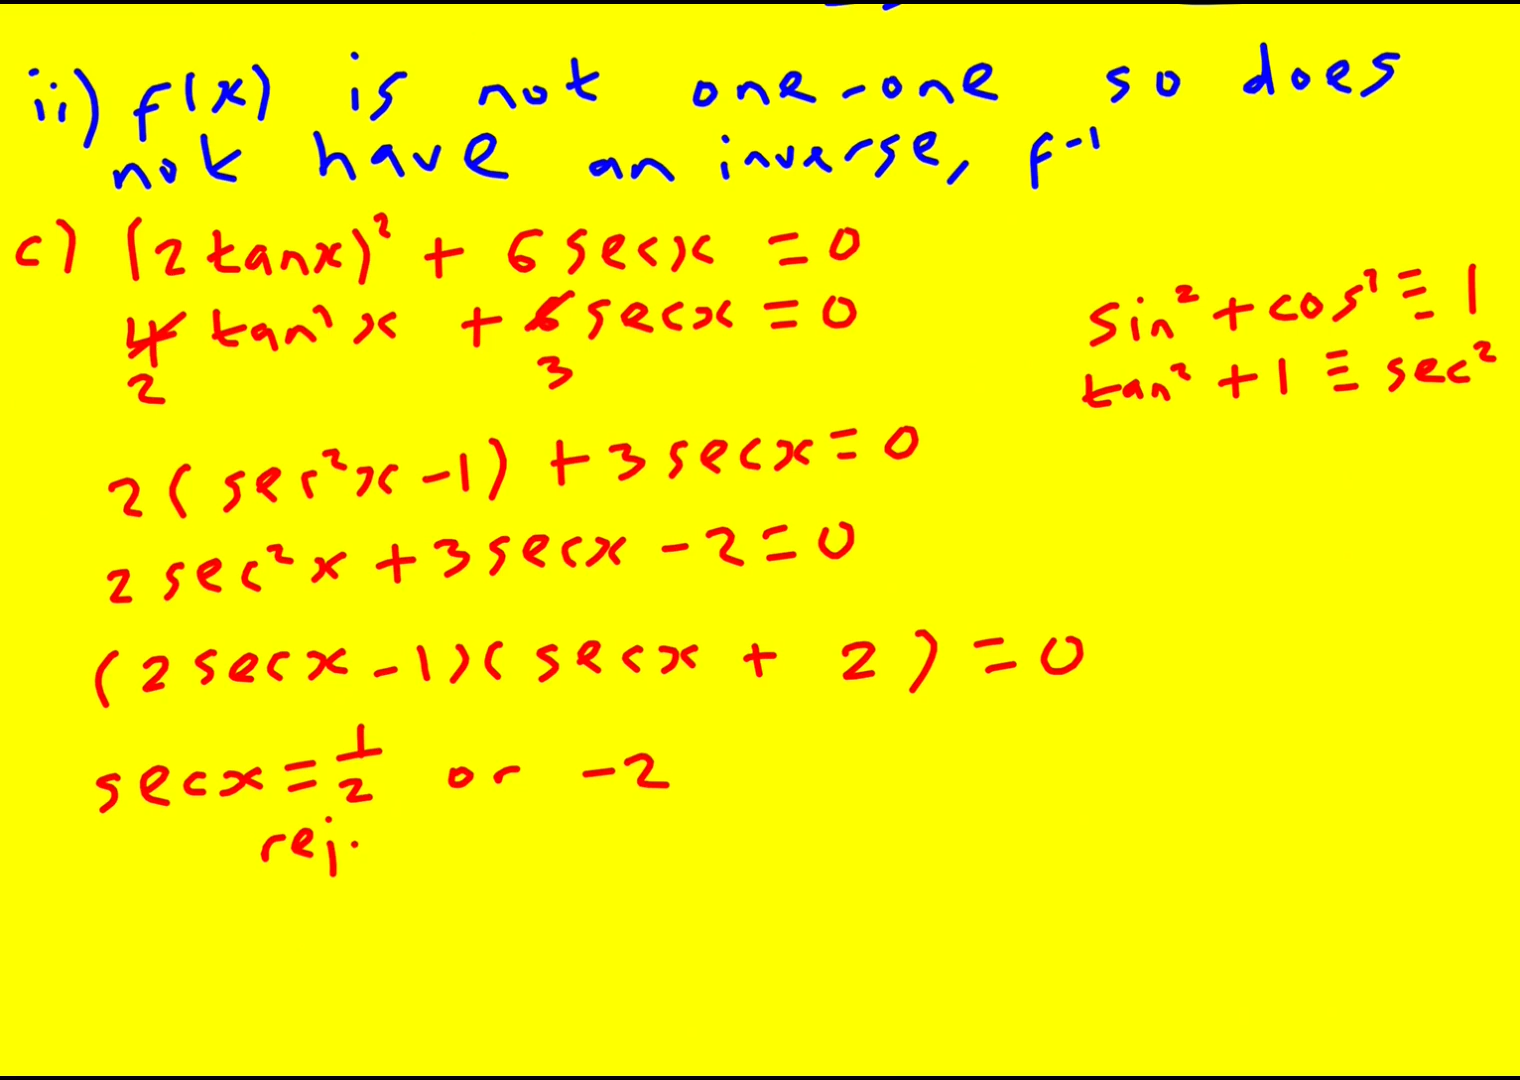 ii) f(x) is not one-one so does
not have an inverse, f⁻¹
c) (2tanx)² + 6secx = 0
4 tan²x + 6secx = 0
2 3
sin² + cos² ≡ 1
tan² + 1 ≡ sec²
2(sec²x - 1) + 3secx = 0
2sec²x + 3secx - 2 = 0
(2secx - 1)(secx + 2) = 0
secx = 1/2 or -2
rej.